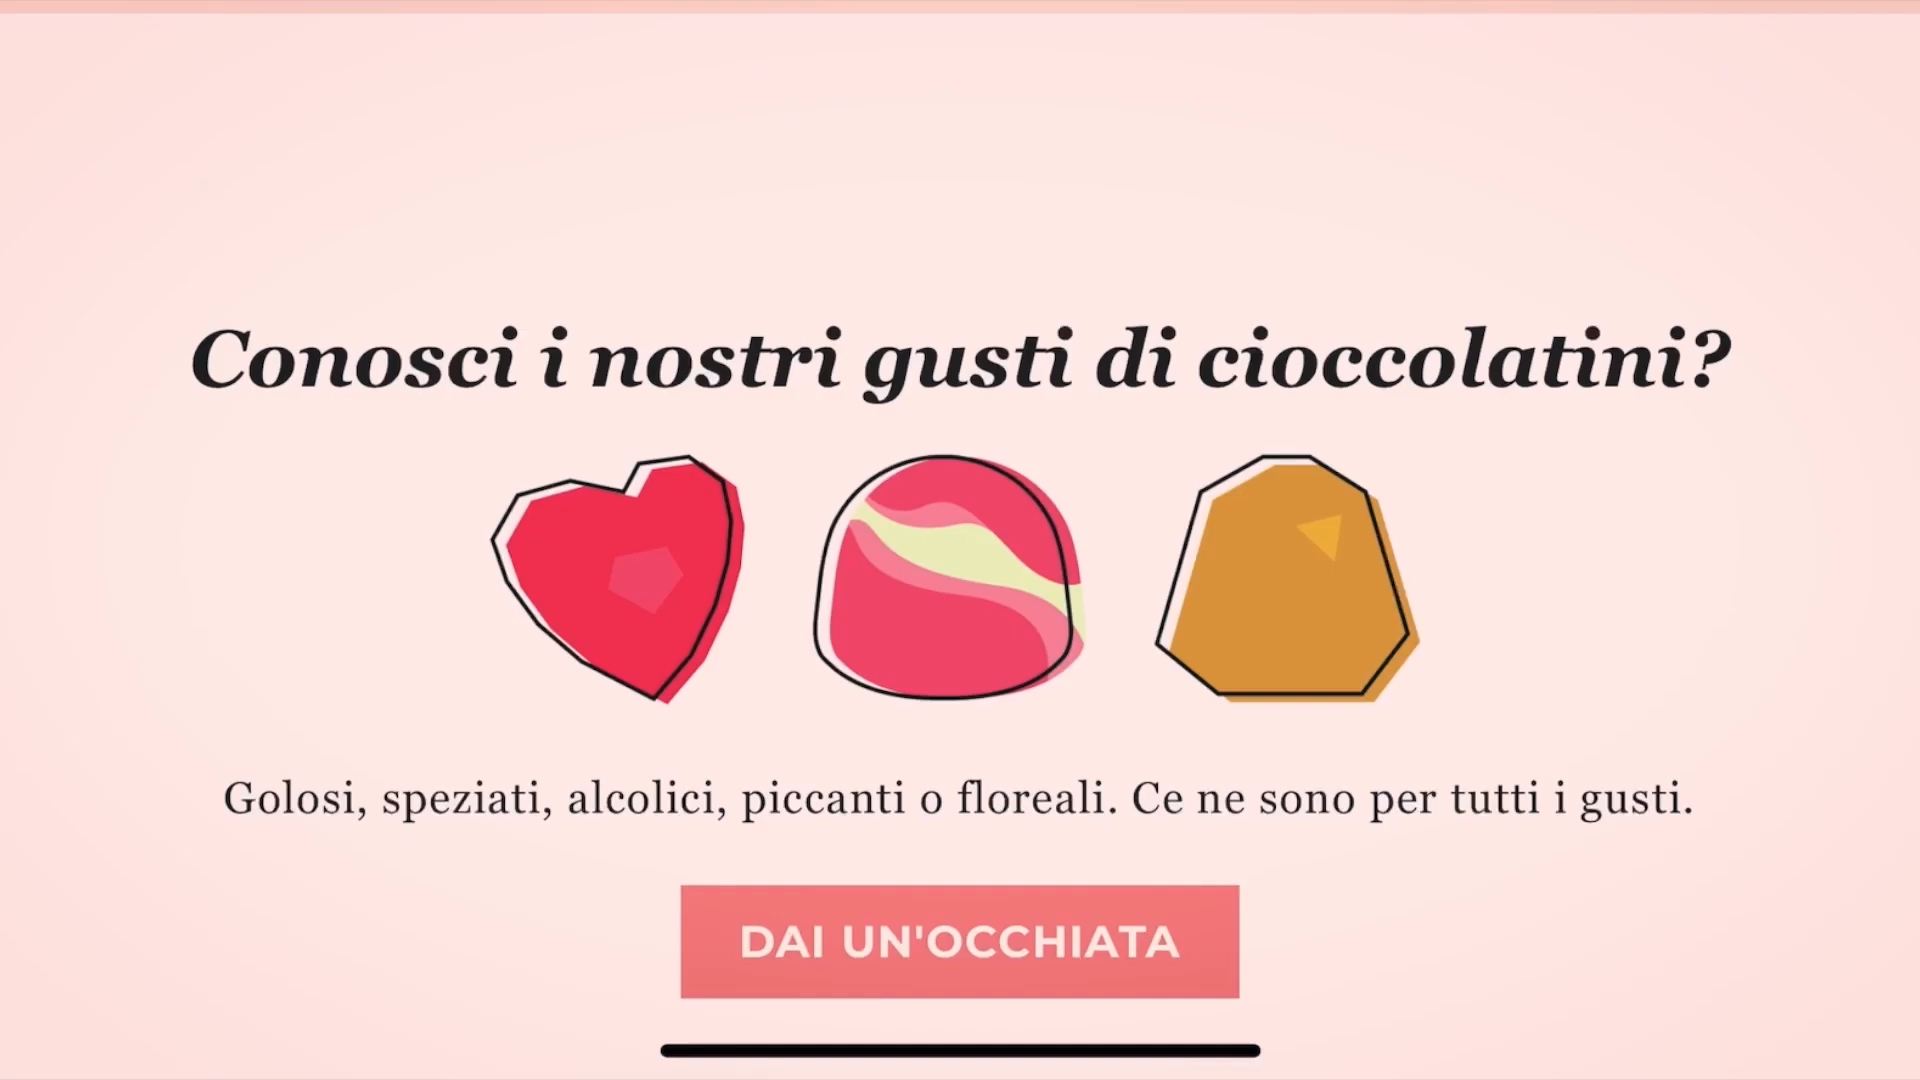 Conosci i nostri gusti di cioccolatini?
Golosi, speziati, alcolici, piccanti o floreali. Ce ne sono per tutti i gusti.
DAI UN'OCCHIATA